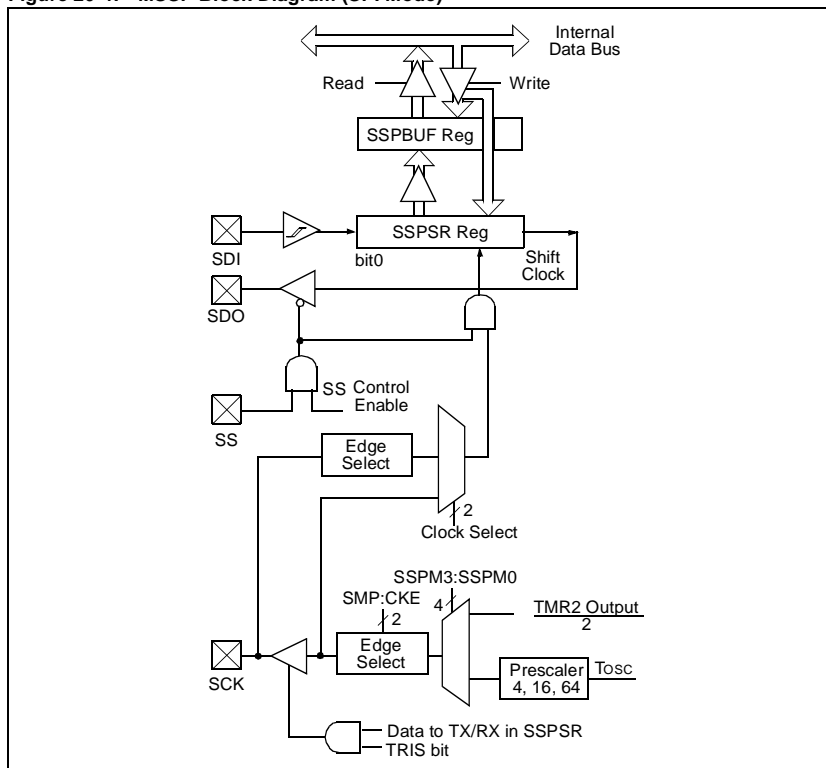 Internal
Data Bus
Read
Write
SSPBUF Reg
SSPSR Reg
SDI
bit0
Shift
Clock
SDO
SS Control
Enable
SS
Edge
Select
2
Clock Select
SSPM3:SSPM0
SMP:CKE
4
TMR2 Output
2
2
Edge
Select
Prescaler
4, 16, 64
TOSC
SCK
Data to TX/RX in SSPSR
TRIS bit